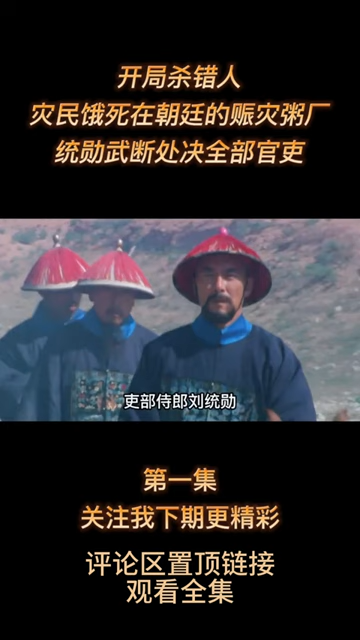 开局杀错人
灾民饿死在朝廷的赈灾粥厂
统勋武断处决全部官吏
吏部侍郎刘统勋
第一集
关注我下期更精彩
评论区置顶链接
观看全集